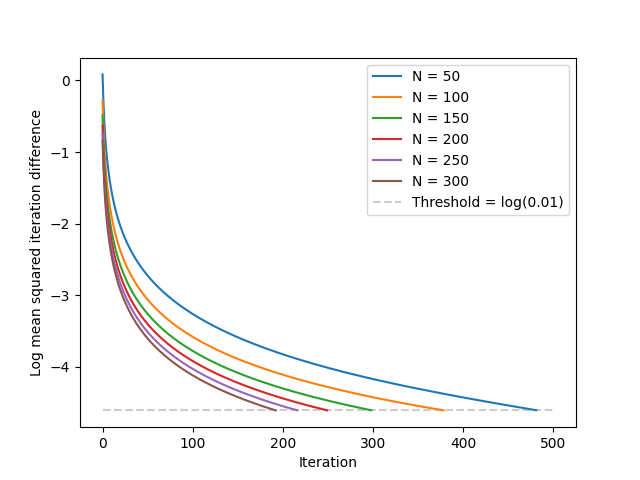 N = 50
N = 100
N = 150
N = 200
N = 250
N = 300
Threshold = log(0.01)
Log mean squared iteration difference
0
−1
−2
−3
−4
0 100 200 300 400 500
Iteration